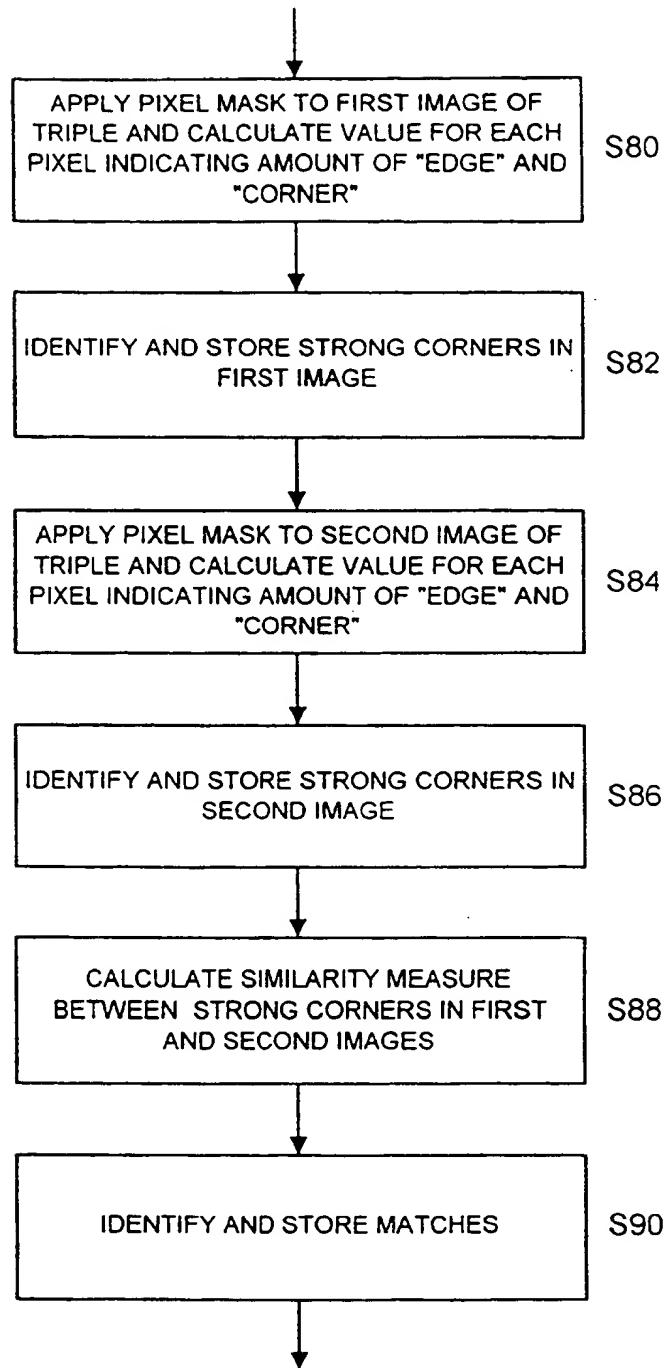 APPLY PIXEL MASK TO FIRST IMAGE OF
TRIPLE AND CALCULATE VALUE FOR EACH
PIXEL INDICATING AMOUNT OF "EDGE" AND
"CORNER"
S80
IDENTIFY AND STORE STRONG CORNERS IN
FIRST IMAGE
S82
APPLY PIXEL MASK TO SECOND IMAGE OF
TRIPLE AND CALCULATE VALUE FOR EACH
PIXEL INDICATING AMOUNT OF "EDGE" AND
"CORNER"
S84
IDENTIFY AND STORE STRONG CORNERS IN
SECOND IMAGE
S86
CALCULATE SIMILARITY MEASURE
BETWEEN STRONG CORNERS IN FIRST
AND SECOND IMAGES
S88
IDENTIFY AND STORE MATCHES
S90